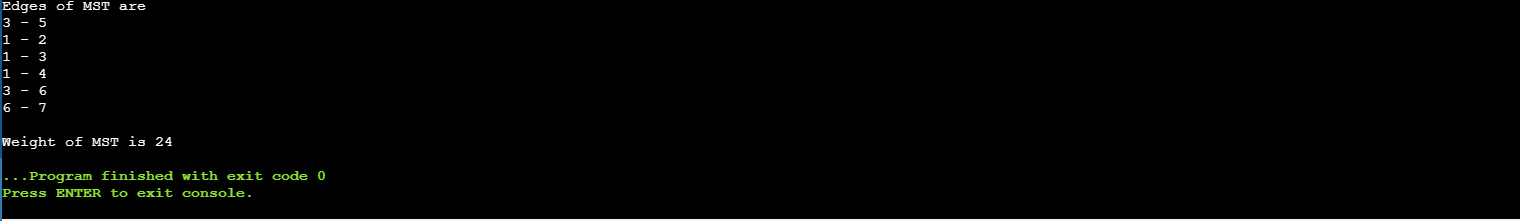 Edges of MST are
3 - 5
1 - 2
1 - 3
1 - 4
3 - 6
6 - 7
Weight of MST is 24
...Program finished with exit code 0
Press ENTER to exit console.